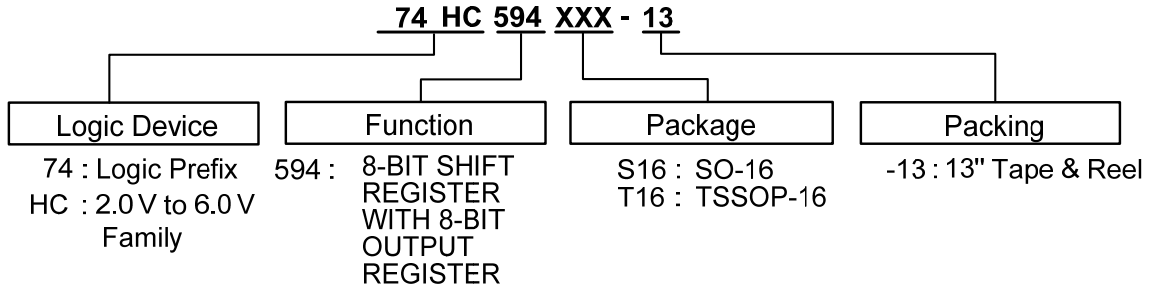 74 HC 594 XXX - 13
Logic Device
74 : Logic Prefix
HC : 2.0 V to 6.0 V
Family
Function
594 : 8-BIT SHIFT
REGISTER
WITH 8-BIT
OUTPUT
REGISTER
Package
S16 : SO-16
T16 : TSSOP-16
Packing
-13 : 13" Tape & Reel